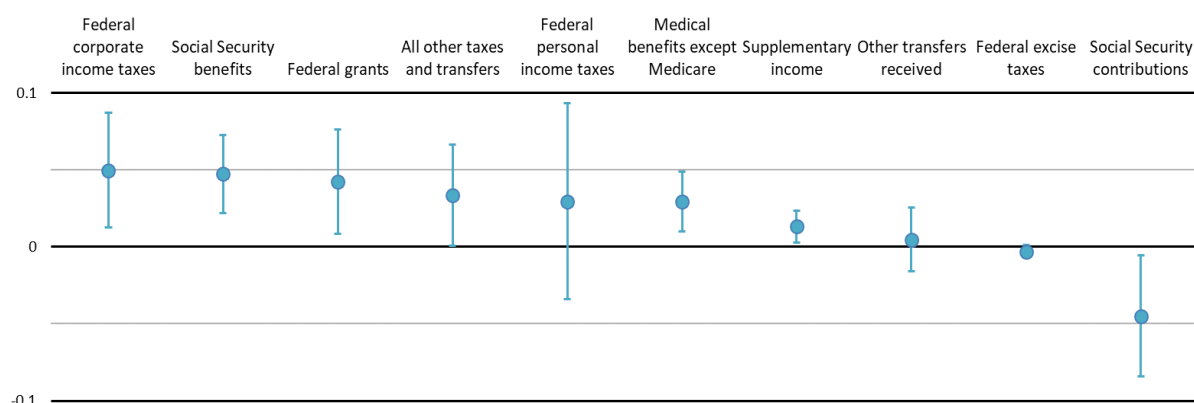 Federal
corporate
income taxes
Social Security
benefits
Federal grants
All other taxes
and transfers
Federal
personal
income taxes
Medical
benefits except
Medicare
Supplementary
income
Other transfers
received
Federal excise
taxes
Social Security
contributions
0.1
0
-0.1